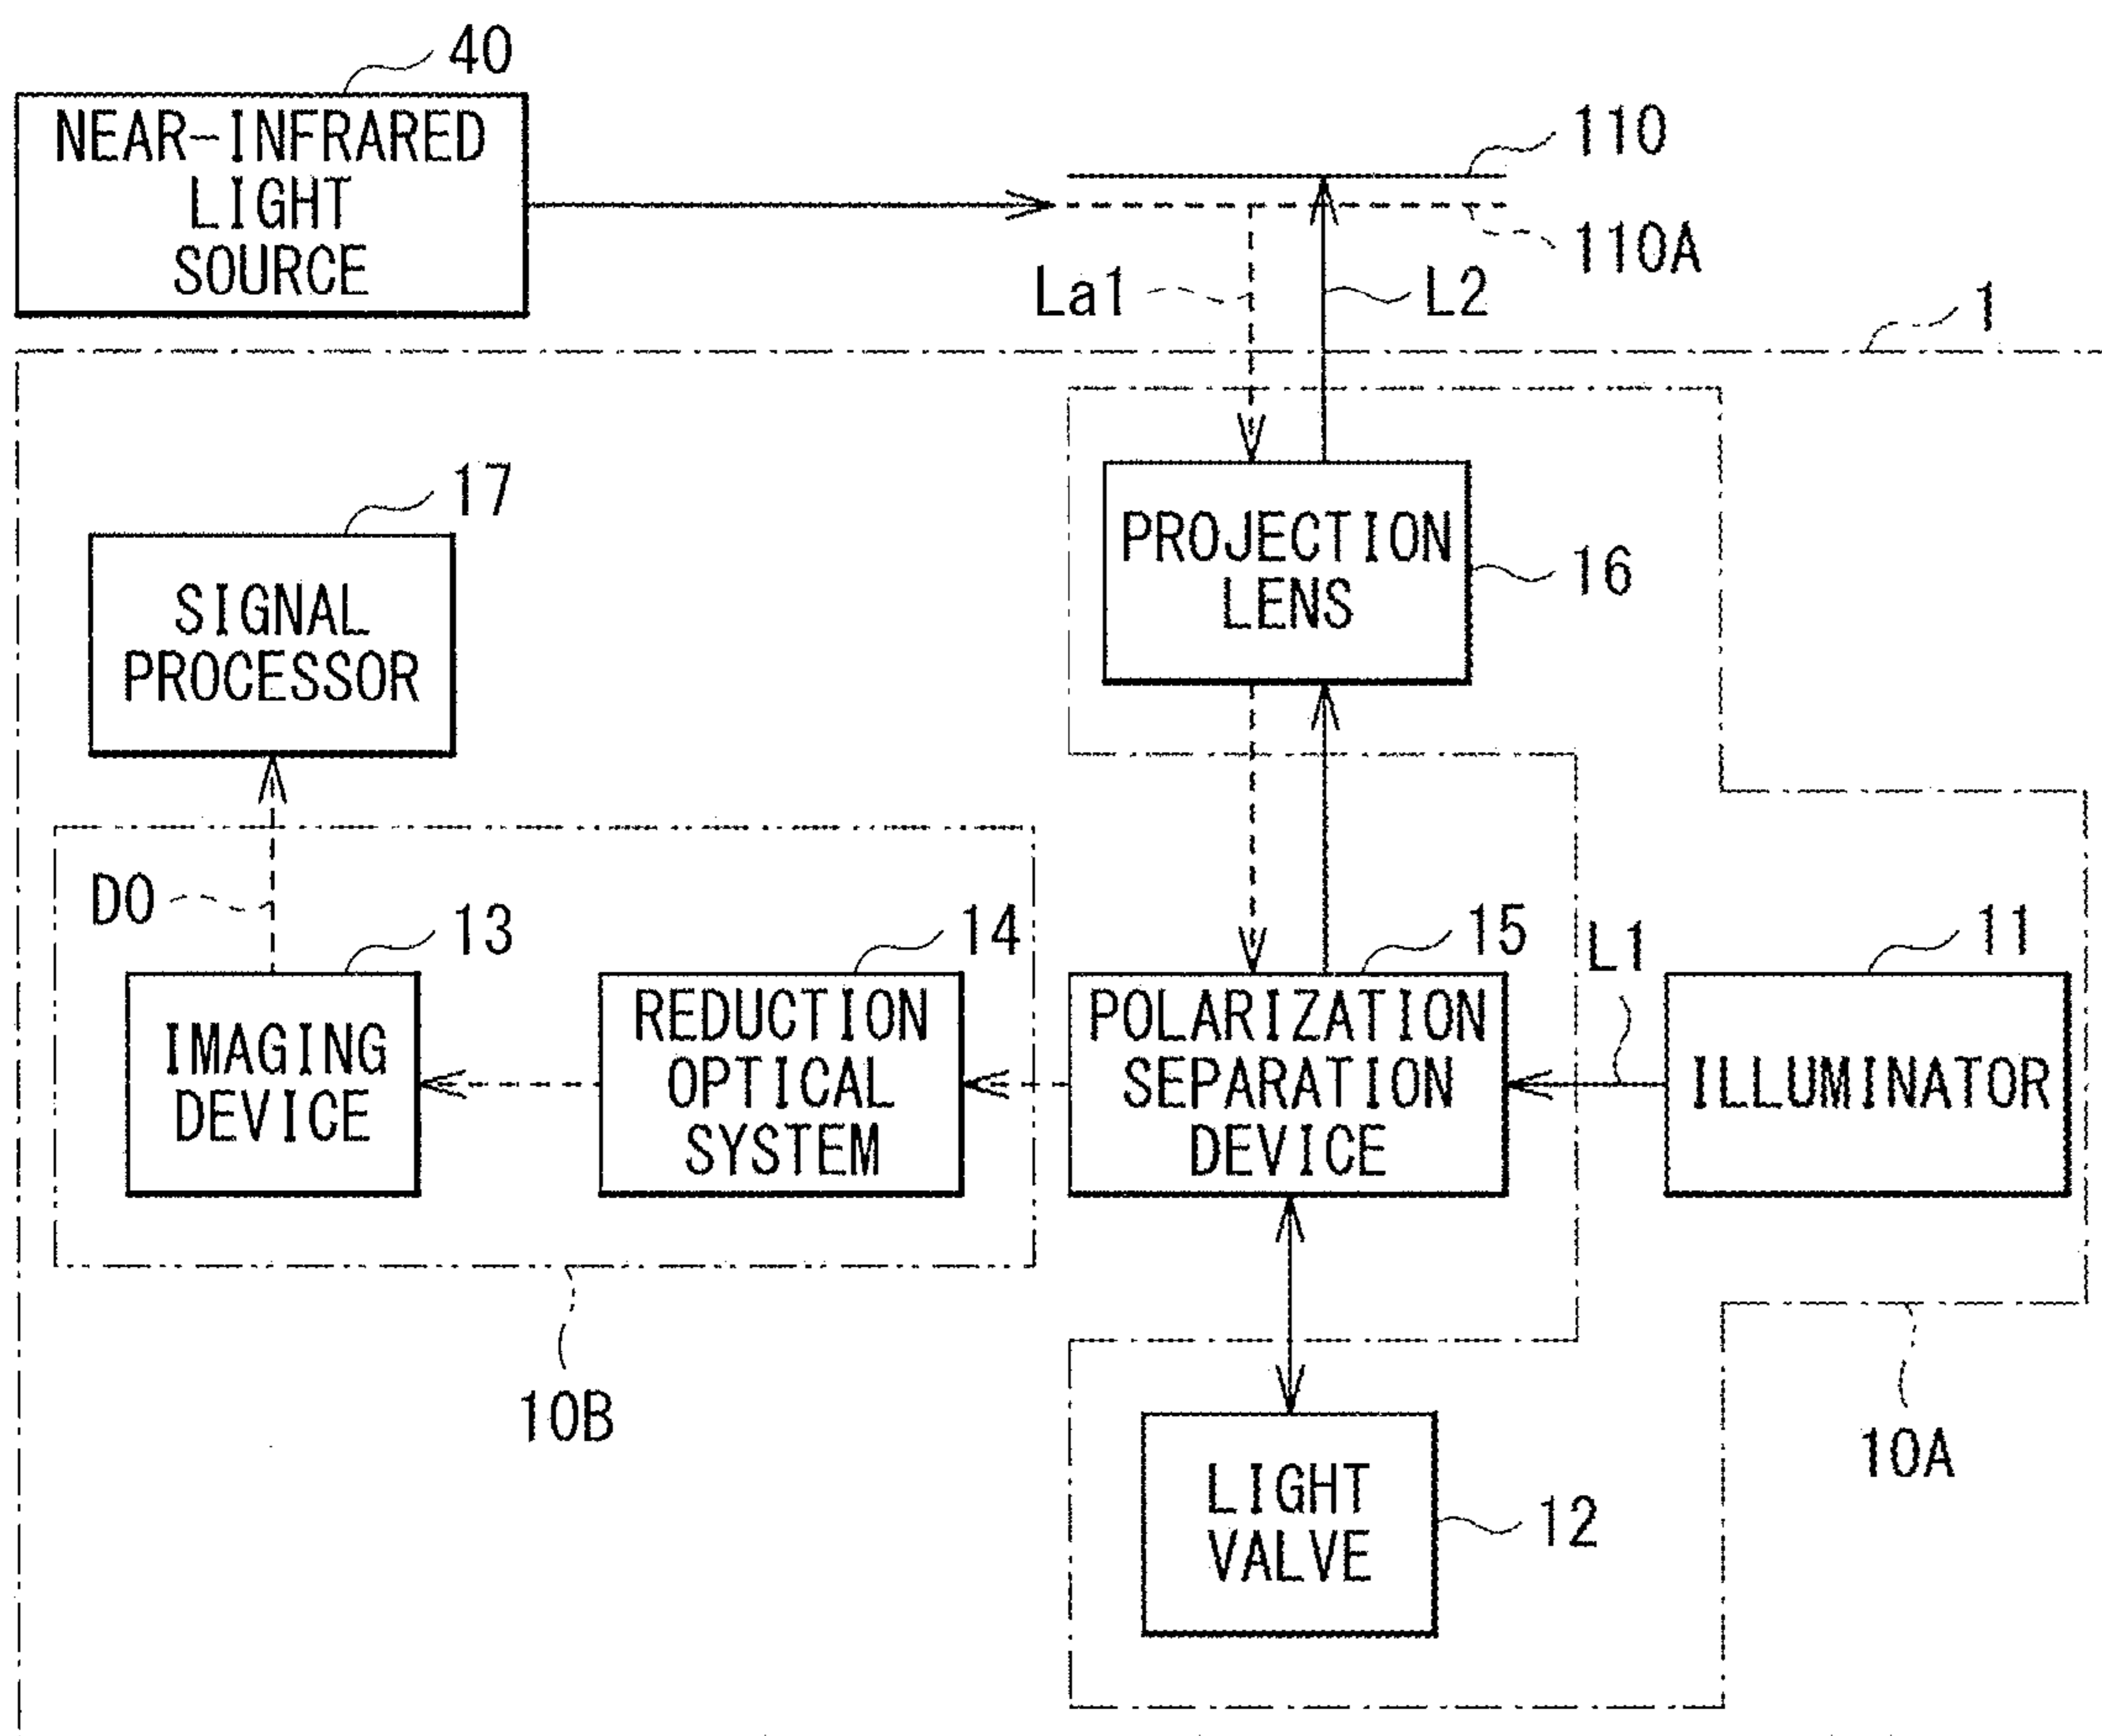 40
NEAR-INFRARED
LIGHT
SOURCE
110
110A
La1
L2
1
17
SIGNAL
PROCESSOR
PROJECTION
LENS
16
D0
13
14
15
L1
11
IMAGING
DEVICE
REDUCTION
OPTICAL
SYSTEM
POLARIZATION
SEPARATION
DEVICE
ILLUMINATOR
10B
10A
LIGHT
VALVE
12